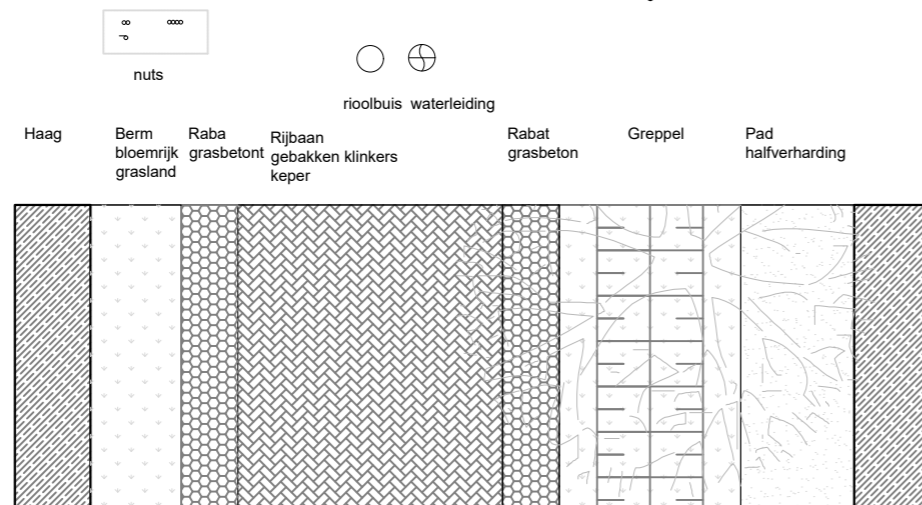 nuts
rioolbuis waterleiding
Haag
Berm
bloemrijk
grasland
Raba
grasbetont
Rijbaan
gebakken klinkers
keper
Rabat
grasbeton
Greppel
Pad
halfverharding